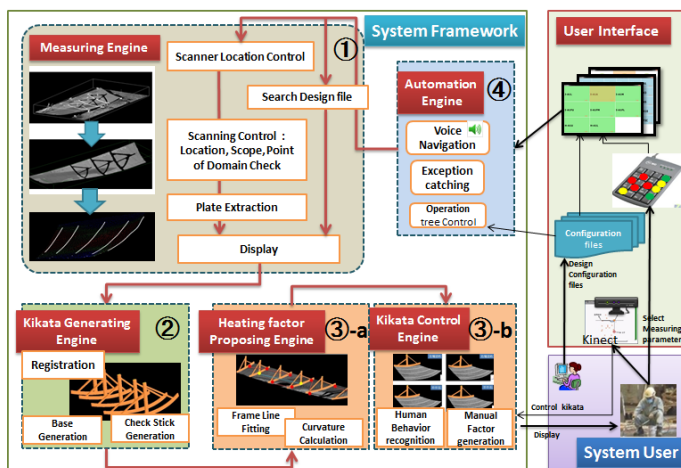 System Framework
User Interface
Measuring Engine
①
Scanner Location Control
Search Design file
Scanning Control :
Location, Scope, Point
of Domain Check
Plate Extraction
Display
Automation
Engine
④
Voice
Navigation
Exception
catching
Operation
tree Control
Configuration
files
Design
Configuration
files
Select
Measuring
parameter
Kinect
Kikata Generating
Engine
②
Registration
Base
Generation
Check Stick
Generation
Heating factor
Proposing Engine
③-a
Frame Line
Fitting
Curvature
Calculation
Kikata Control
Engine
③-b
Human
Behavior
recognition
Manual
Factor
generation
Control kikata
Display
System User